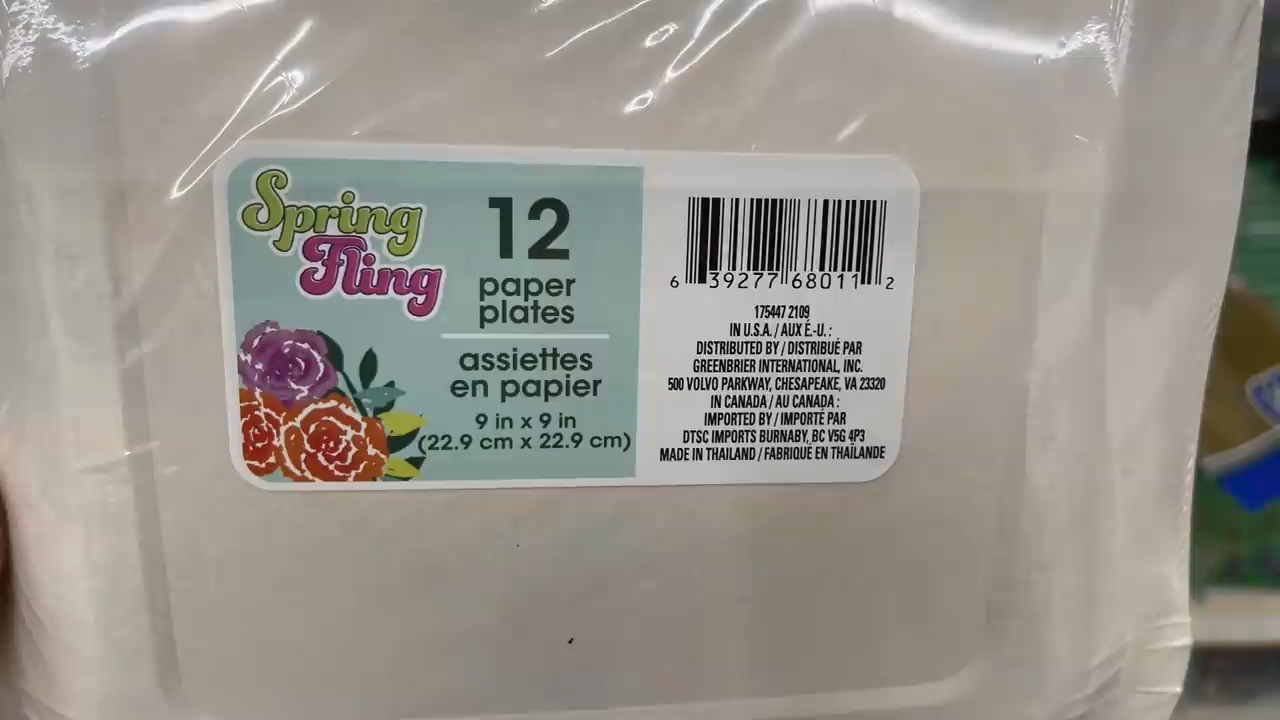 Spring
Fling
12
paper
plates
assiettes
en papier
9 in x 9 in
(22.9 cm x 22.9 cm)
6 39277 68011 2
175447 2109
IN U.S.A. / AUX É.-U. :
DISTRIBUTED BY / DISTRIBUÉ PAR
GREENBRIER INTERNATIONAL, INC.
500 VOLVO PARKWAY, CHESAPEAKE, VA 23320
IN CANADA / AU CANADA :
IMPORTED BY / IMPORTÉ PAR
DTSC IMPORTS BURNABY, BC V5G 4P3
MADE IN THAILAND / FABRIQUÉ EN THAÏLANDE